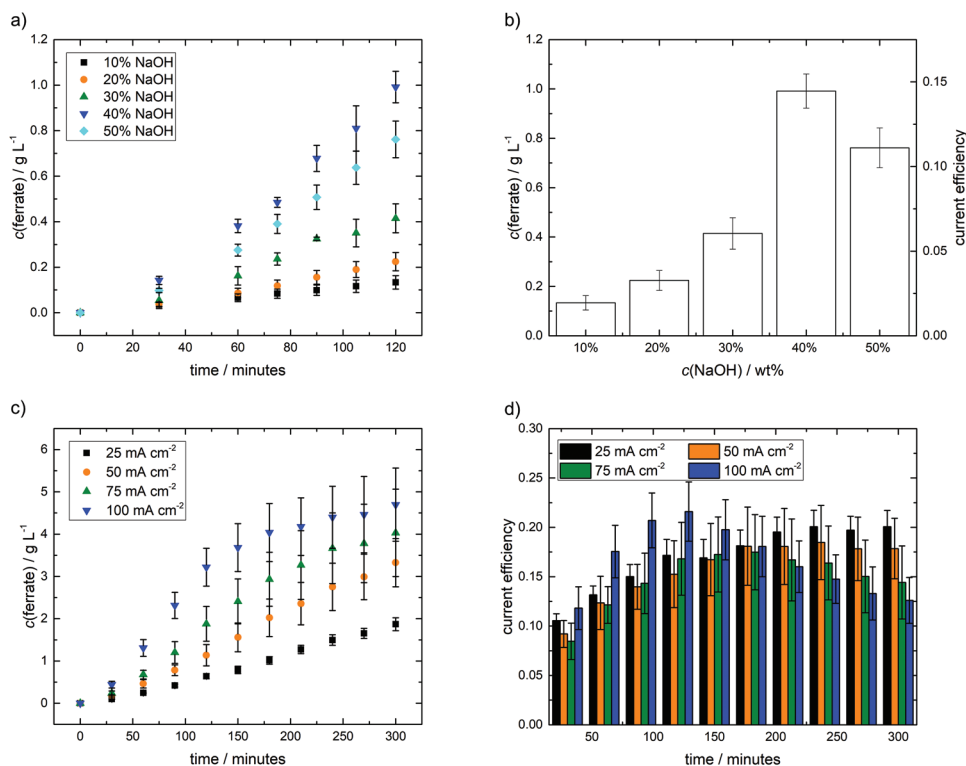 a)
1.2
1.0
0.8
0.6
0.4
0.2
0.0
c(ferrate) / g L⁻¹
10% NaOH
20% NaOH
30% NaOH
40% NaOH
50% NaOH
0 20 40 60 80 100 120
time / minutes
b)
1.2
1.0
0.8
0.6
0.4
0.2
0.0
c(ferrate) / g L⁻¹
0.15
0.10
0.05
0.00
current efficiency
10% 20% 30% 40% 50%
c(NaOH) / wt%
c)
6
5
4
3
2
1
0
c(ferrate) / g L⁻¹
25 mA cm⁻²
50 mA cm⁻²
75 mA cm⁻²
100 mA cm⁻²
0 50 100 150 200 250 300
time / minutes
d)
0.30
0.25
0.20
0.15
0.10
0.05
0.00
current efficiency
25 mA cm⁻² 50 mA cm⁻²
75 mA cm⁻² 100 mA cm⁻²
50 100 150 200 250 300
time / minutes